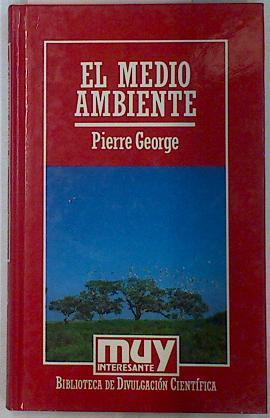 EL MEDIO
AMBIENTE
Pierre George
muy
INTERESANTE
BIBLIOTECA DE DIVULGACIÓN CIENTÍFICA